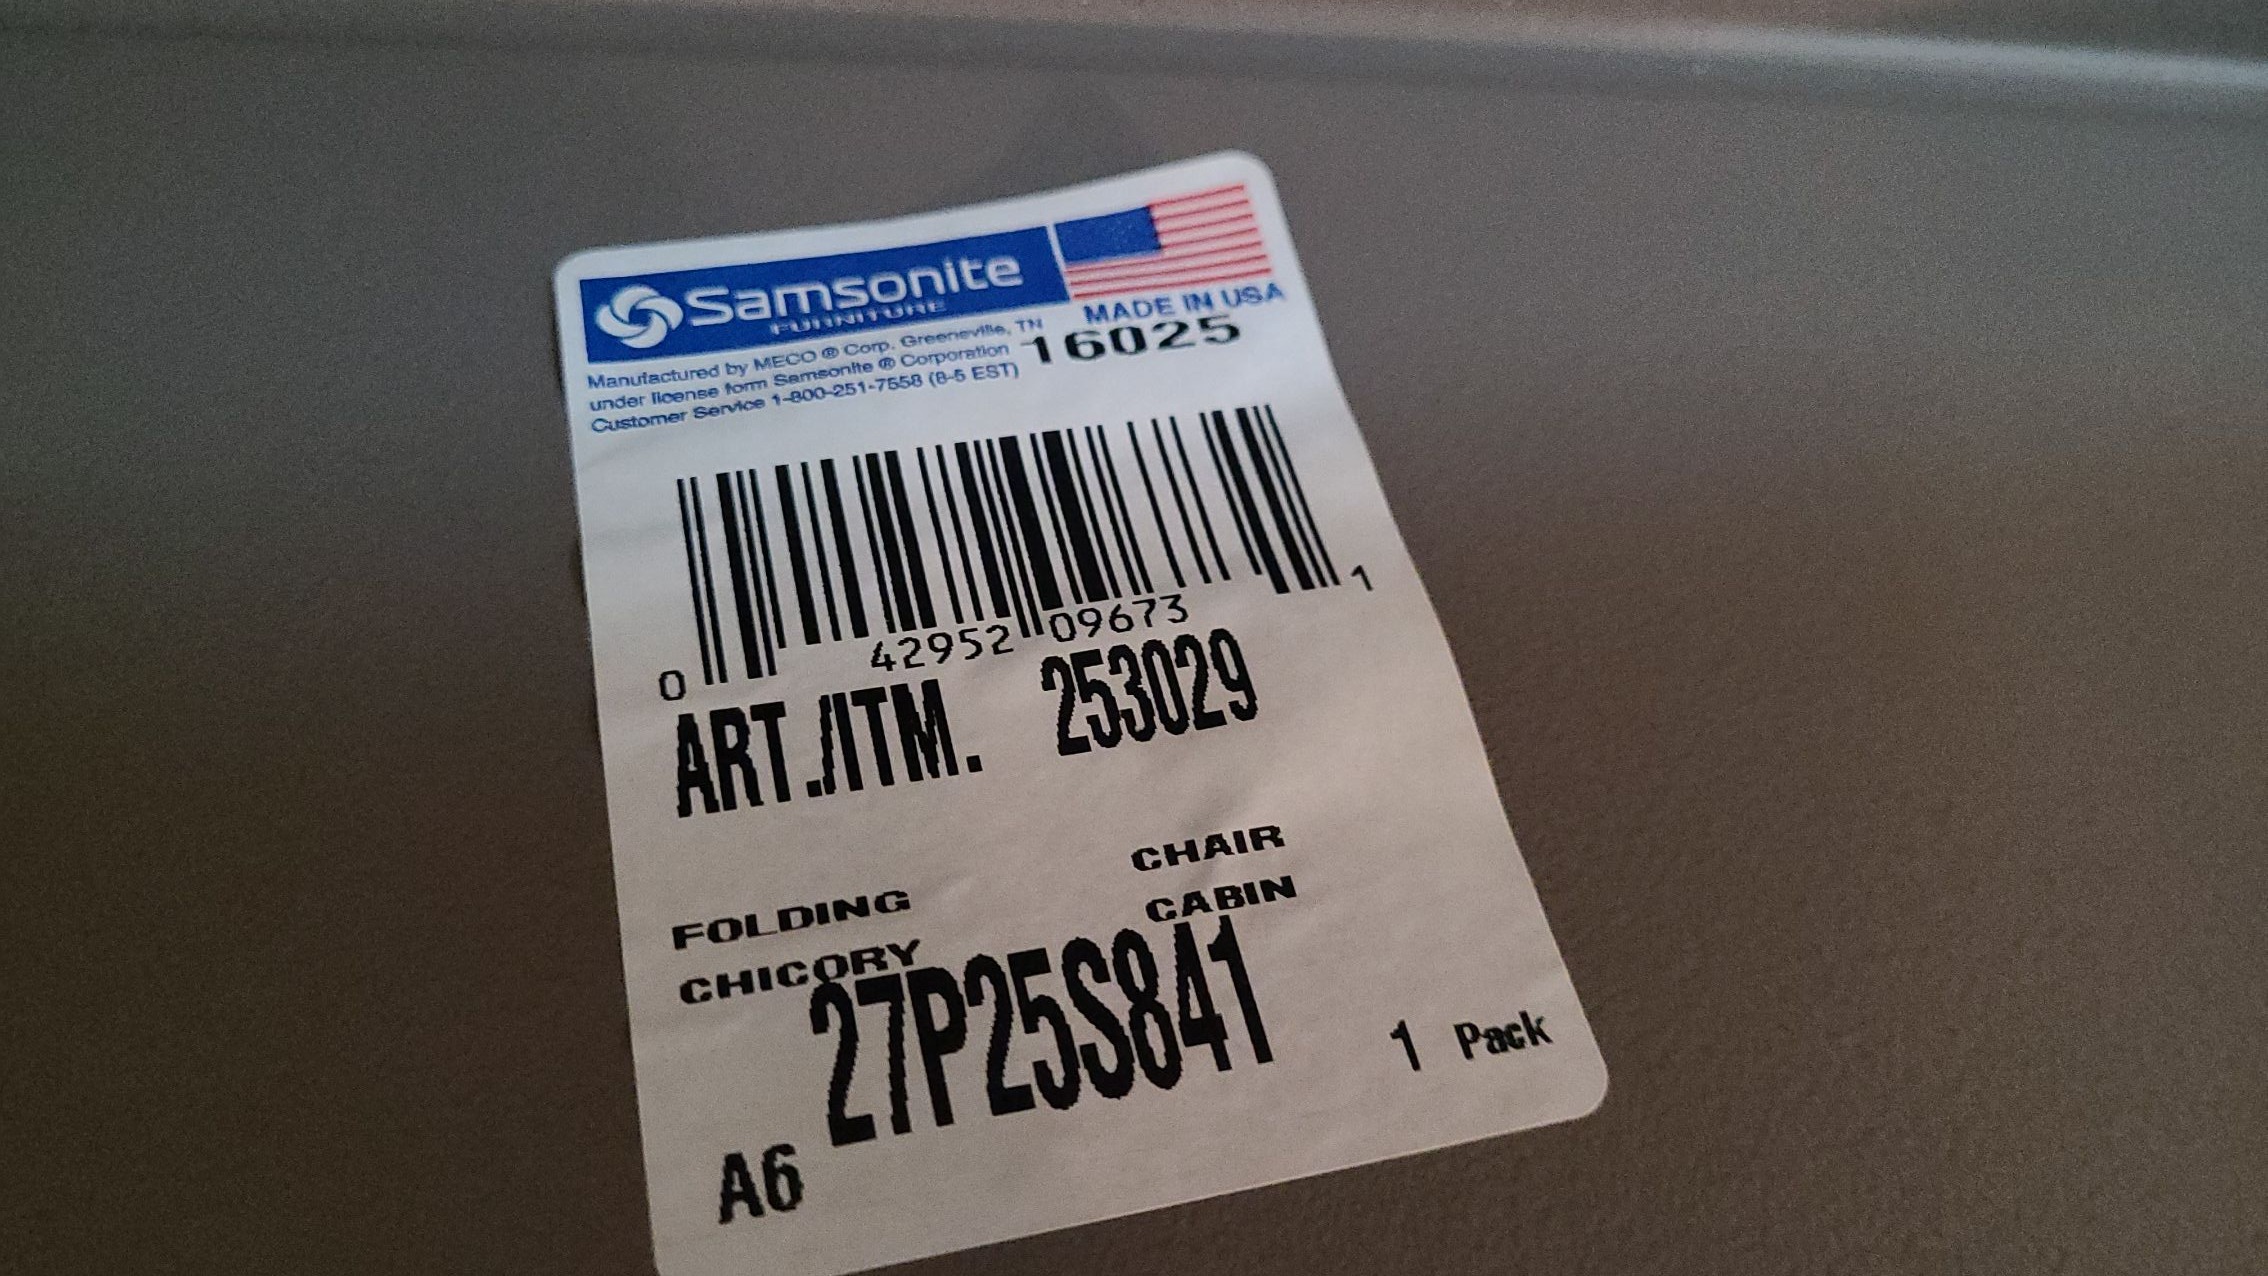 Samsonite
FURNITURE
MADE IN USA
Manufactured by MECO ® Corp. Greeneville, TN
under license form Samsonite ® Corporation
Customer Service 1-800-251-7558 (8-5 EST)
16025
0 42952 09673 1
ART./ITM. 253029
FOLDING CHAIR
CHICORY CABIN
27P25S841
1 Pack
A6